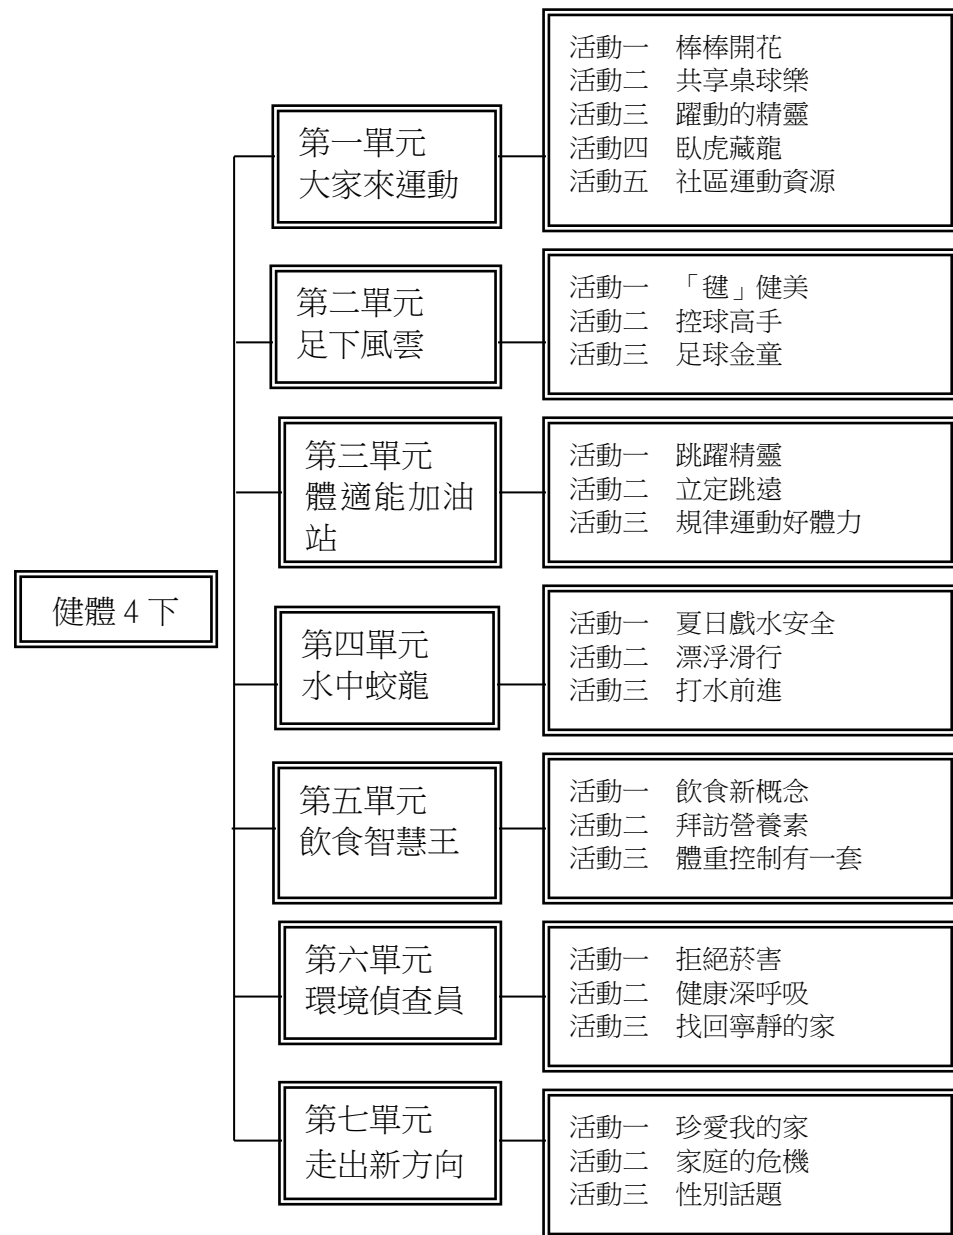 健體 4 下
第一單元
大家來運動
活動一　棒棒開花
活動二　共享桌球樂
活動三　躍動的精靈
活動四　臥虎藏龍
活動五　社區運動資源
第二單元
足下風雲
活動一　「毽」健美
活動二　控球高手
活動三　足球金童
第三單元
體適能加油
站
活動一　跳躍精靈
活動二　立定跳遠
活動三　規律運動好體力
第四單元
水中蛟龍
活動一　夏日戲水安全
活動二　漂浮滑行
活動三　打水前進
第五單元
飲食智慧王
活動一　飲食新概念
活動二　拜訪營養素
活動三　體重控制有一套
第六單元
環境偵查員
活動一　拒絕菸害
活動二　健康深呼吸
活動三　找回寧靜的家
第七單元
走出新方向
活動一　珍愛我的家
活動二　家庭的危機
活動三　性別話題